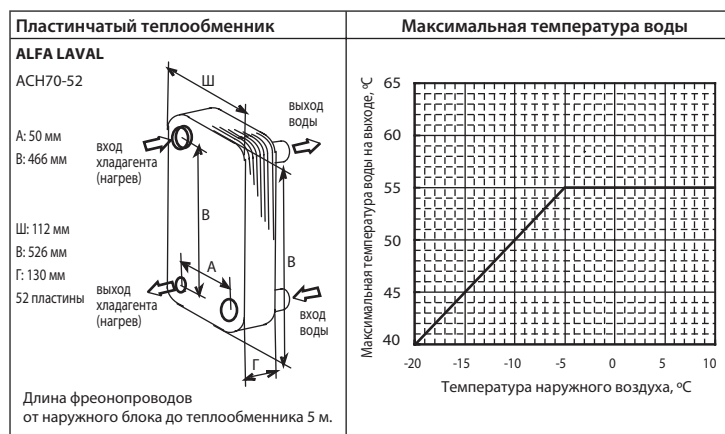 Пластинчатый теплообменник
ALFA LAVAL
ACH70-52
А: 50 мм
В: 466 мм
Ш: 112 мм
В: 526 мм
Г: 130 мм
52 пластины
Ш
выход
воды
вход
хладагента
(нагрев)
В
А
В
выход
хладагента
(нагрев)
вход
воды
Г
Длина фреонопроводов
от наружного блока до теплообменника 5 м.
Максимальная температура воды
Максимальная температура воды на выходе, ºС
65
60
55
50
45
40
-20 -15 -10 -5 0 5 10
Температура наружного воздуха, ºС